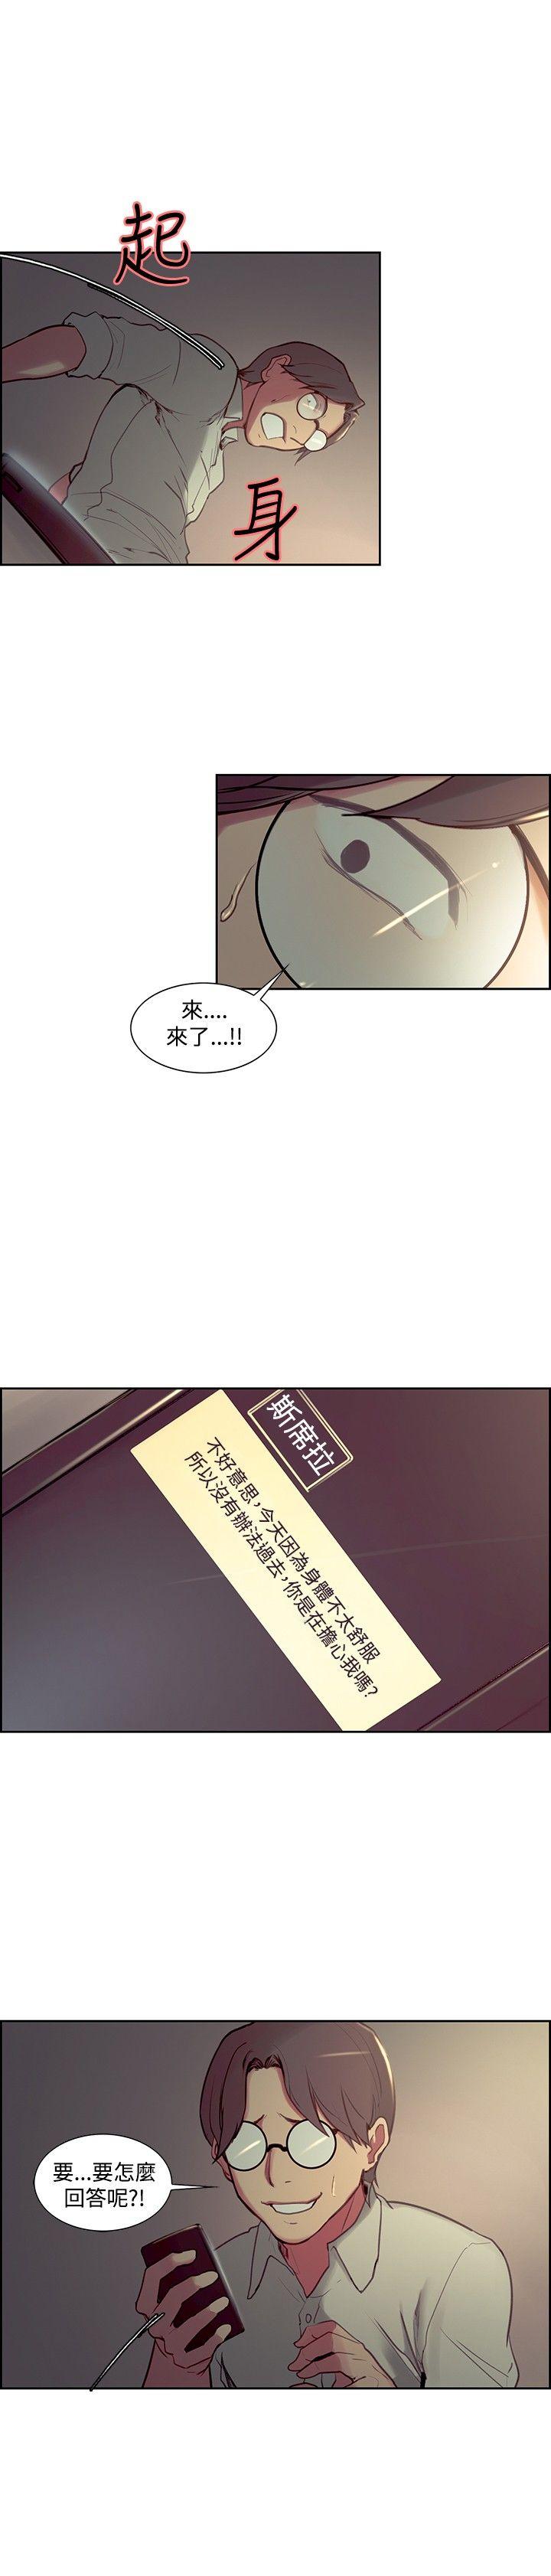 起
身
來....
來了...!!
斯席拉
不好意思,今天因為身體不太舒服
所以沒有辦法過去,你是在擔心我嗎?
要...要怎麼
回答呢?!